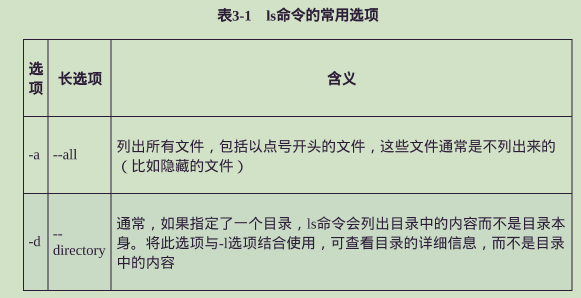 表3-1 ls命令的常用选项
选
项
长选项
含义
-a
--all
列出所有文件，包括以点号开头的文件，这些文件通常是不列出来的
（比如隐藏的文件）
-d
--
directory
通常，如果指定了一个目录，ls命令会列出目录中的内容而不是目录本
身。将此选项与-l选项结合使用，可查看目录的详细信息，而不是目录
中的内容